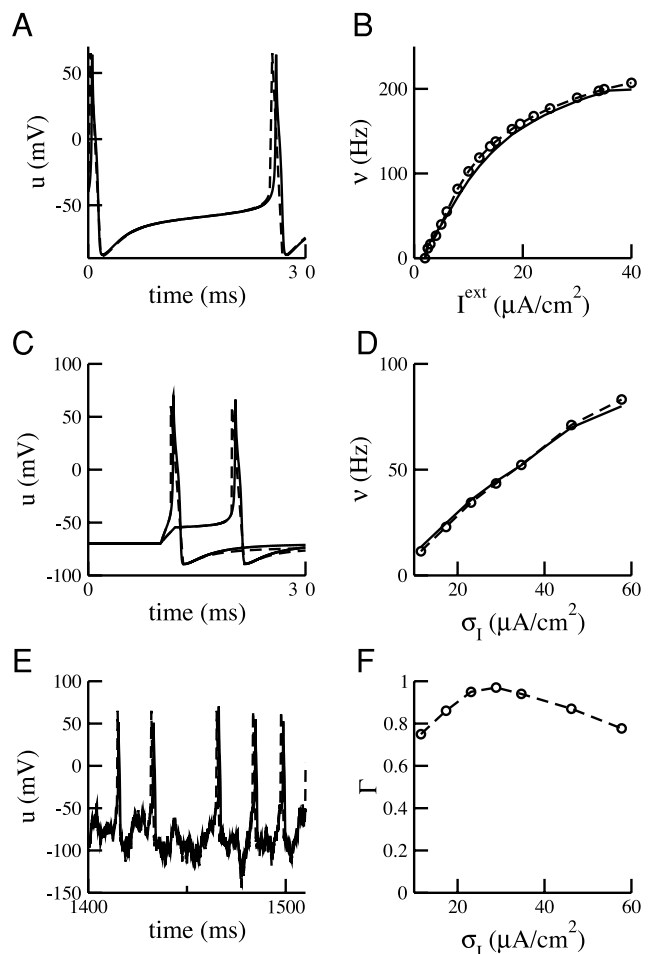 A
50
0
-50
u (mV)
0
3 0
time (ms)
B
200
100
0
ν (Hz)
0
20
40
I^ext (μA/cm²)
C
100
50
0
-50
-100
u (mV)
0
3 0
time (ms)
D
100
50
0
ν (Hz)
20
40
60
σ_I (μA/cm²)
E
100
50
0
-50
-100
-150
u (mV)
1400
1500
time (ms)
F
1
0.8
0.6
0.4
0.2
0
Γ
20
40
60
σ_I (μA/cm²)